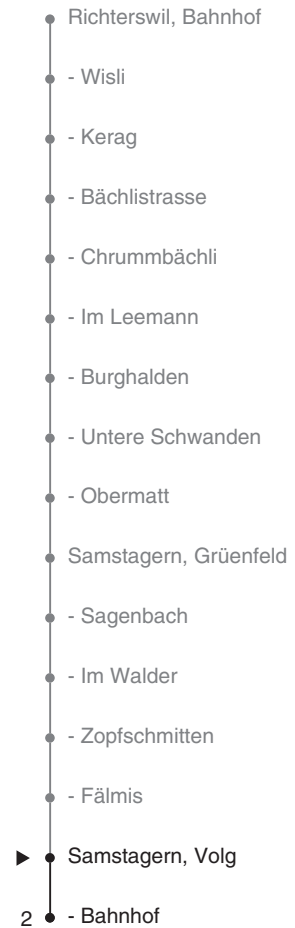 Richterswil, Bahnhof
- Wisli
- Kerag
- Bächlistrasse
- Chrummbächli
- Im Leemann
- Burghalden
- Untere Schwanden
- Obermatt
Samstagern, Grüenfeld
- Sagenbach
- Im Walder
- Zopfschmitten
- Fälmis
Samstagern, Volg
2 - Bahnhof